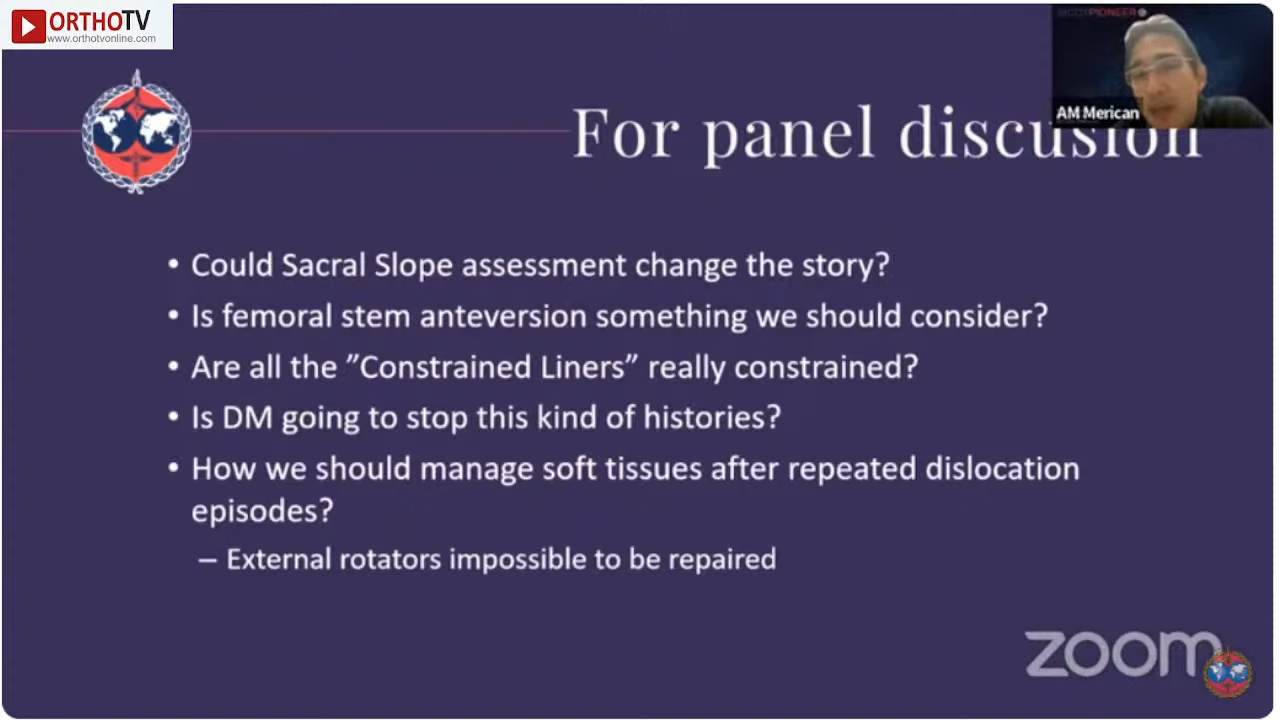 ORTHOTV
www.orthotvonline.com
PIONEER
AM Merican
For panel discusion
• Could Sacral Slope assessment change the story?
• Is femoral stem anteversion something we should consider?
• Are all the ”Constrained Liners” really constrained?
• Is DM going to stop this kind of histories?
• How we should manage soft tissues after repeated dislocation
episodes?
– External rotators impossible to be repaired
zoom